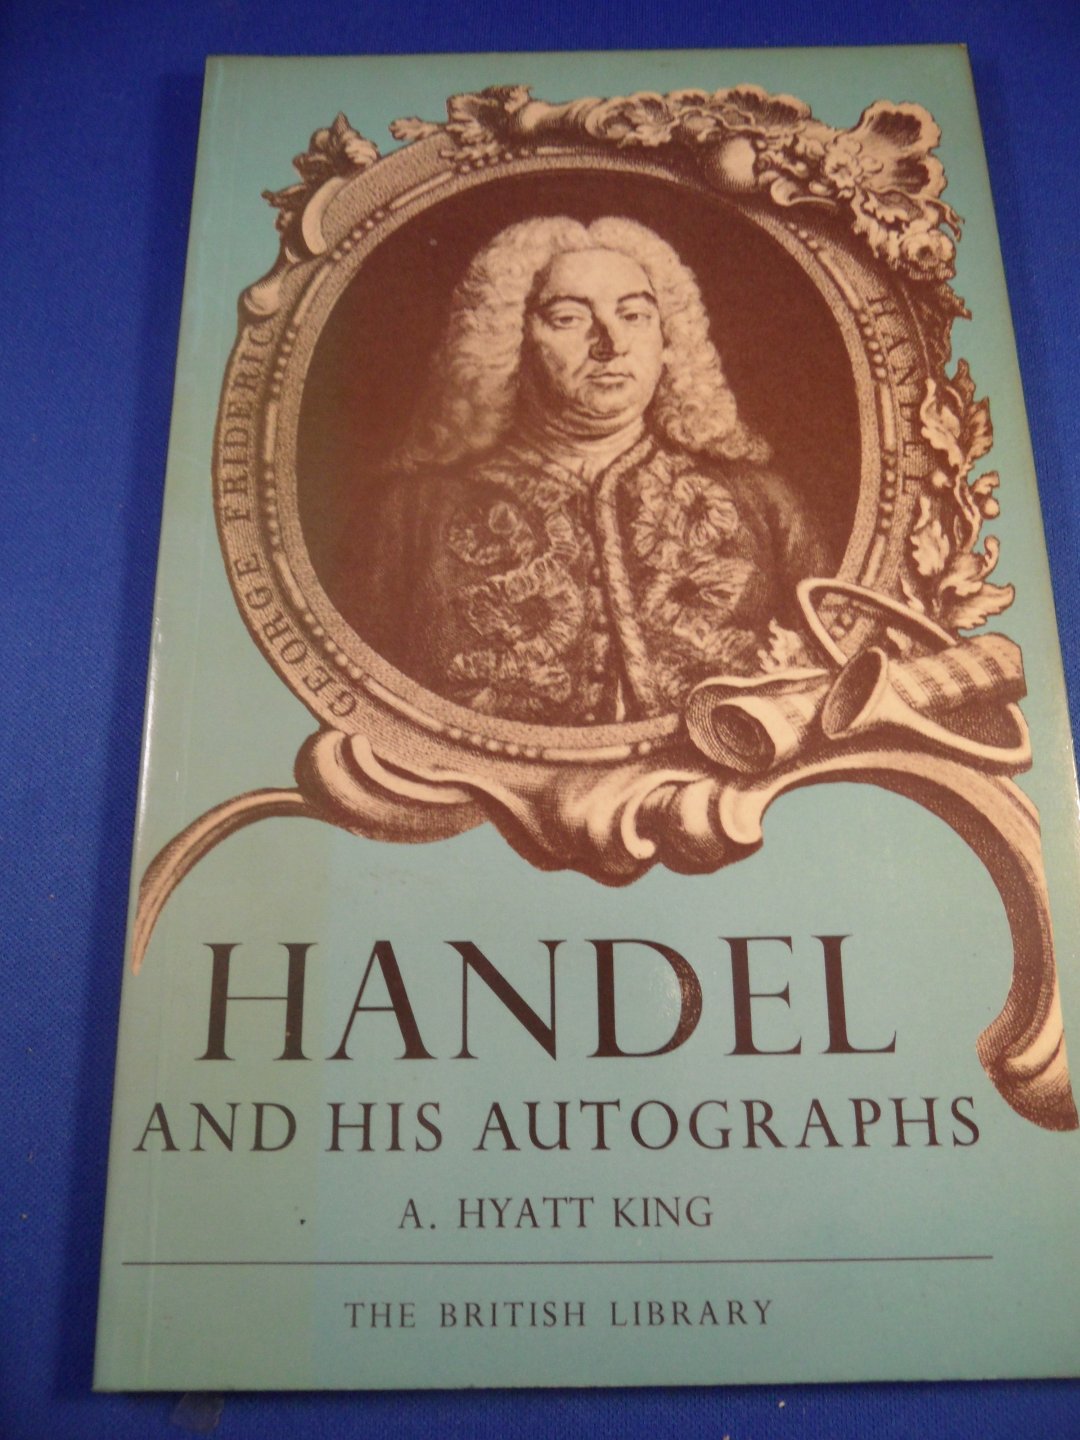 GEORGE FRIDERIC HANDEL
HANDEL
AND HIS AUTOGRAPHS
A. HYATT KING
THE BRITISH LIBRARY